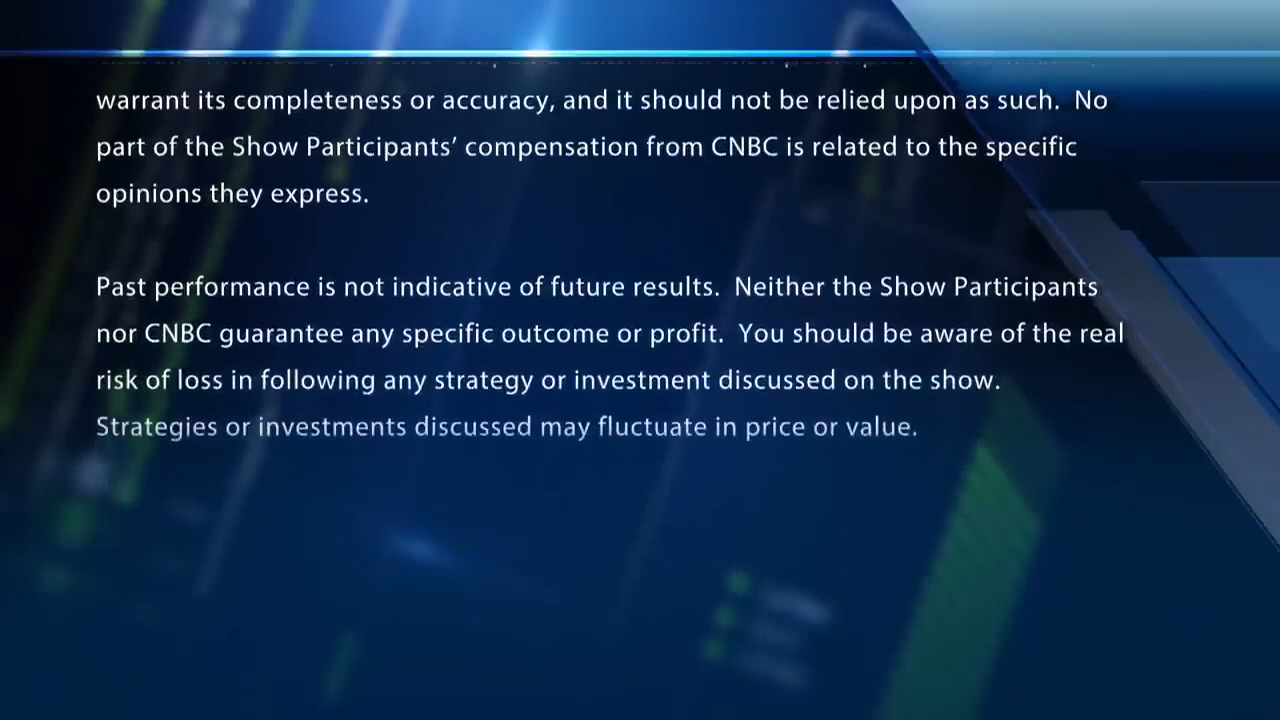 warrant its completeness or accuracy, and it should not be relied upon as such.  No
part of the Show Participants’ compensation from CNBC is related to the specific
opinions they express.
Past performance is not indicative of future results.  Neither the Show Participants
nor CNBC guarantee any specific outcome or profit.  You should be aware of the real
risk of loss in following any strategy or investment discussed on the show.
Strategies or investments discussed may fluctuate in price or value.